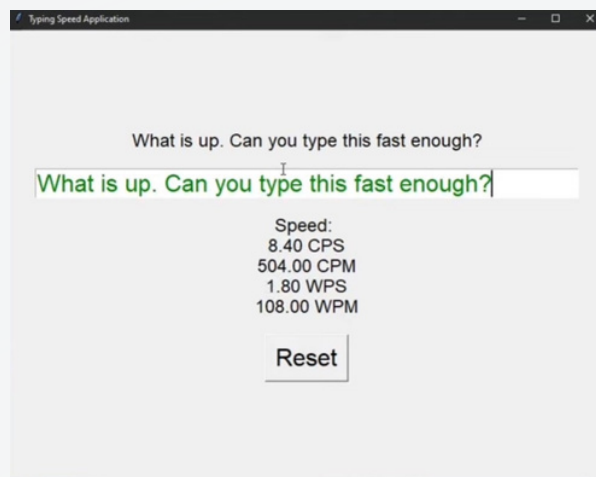 Typing Speed Application
What is up. Can you type this fast enough?
What is up. Can you type this fast enough?
Speed:
8.40 CPS
504.00 CPM
1.80 WPS
108.00 WPM
Reset